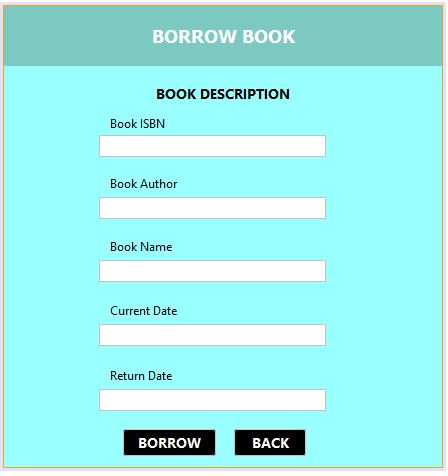 BORROW BOOK
BOOK DESCRIPTION
Book ISBN
Book Author
Book Name
Current Date
Return Date
BORROW BACK